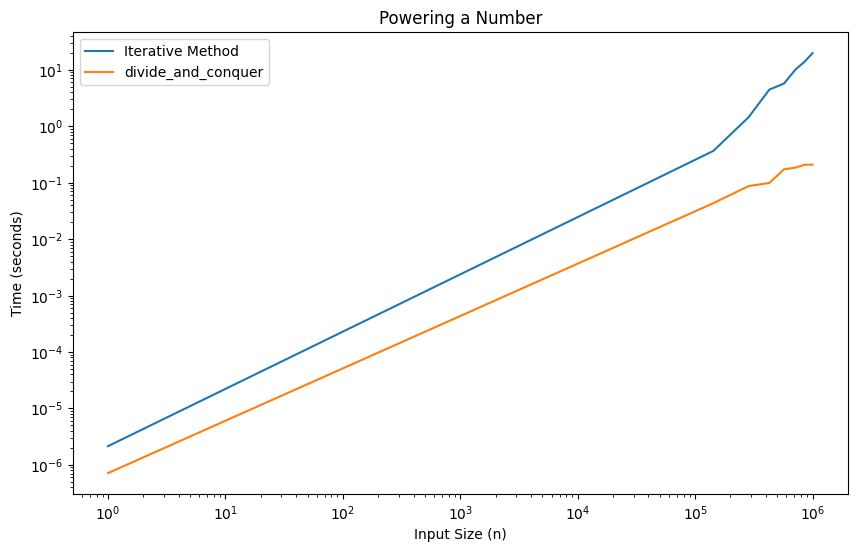 Powering a Number
Iterative Method
divide_and_conquer
Time (seconds)
10¹
10⁰
10⁻¹
10⁻²
10⁻³
10⁻⁴
10⁻⁵
10⁻⁶
10⁰ 10¹ 10² 10³ 10⁴ 10⁵ 10⁶
Input Size (n)